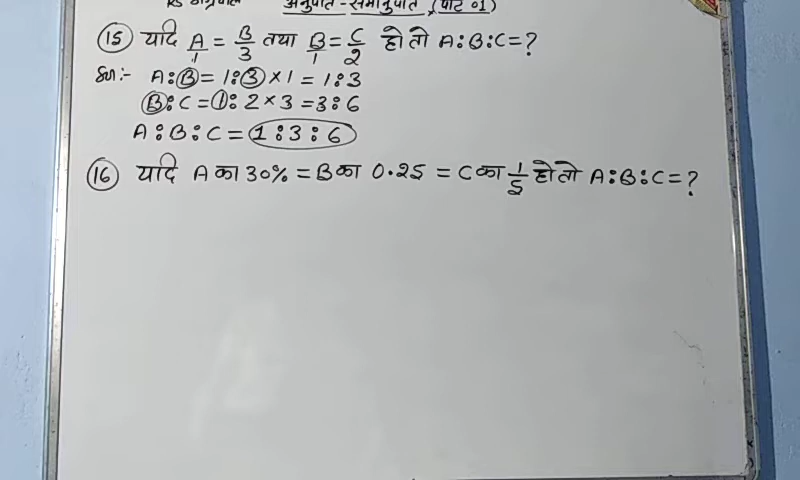 अनुपात-समानुपात (पार्ट 01)
(15) यदि A/1 = B/3 तथा B/1 = C/2 हो तो A:B:C=?
हल:- A:B = 1:3 × 1 = 1:3
B:C = 1:2×3 = 3:6
A:B:C = 1:3:6
(16) यदि A का 30% = B का 0.25 = C का 1/5 हो तो A:B:C=?